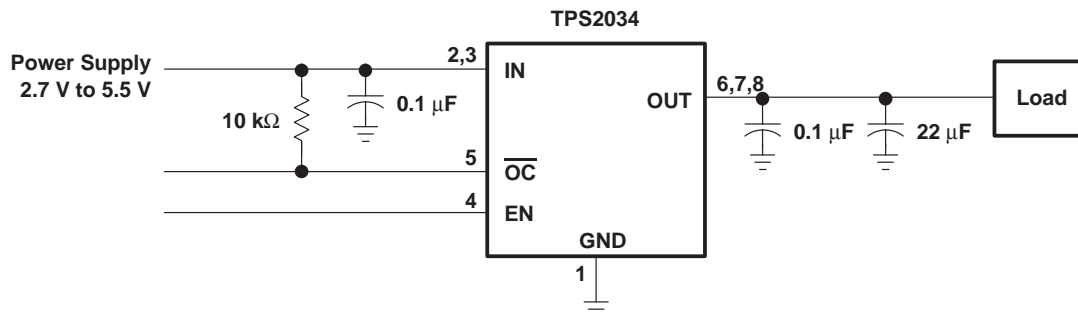 TPS2034
Power Supply
2.7 V to 5.5 V
2,3
IN
10 kΩ
0.1 μF
OUT
6,7,8
Load
0.1 μF
22 μF
5
O̅C̅
4
EN
GND
1